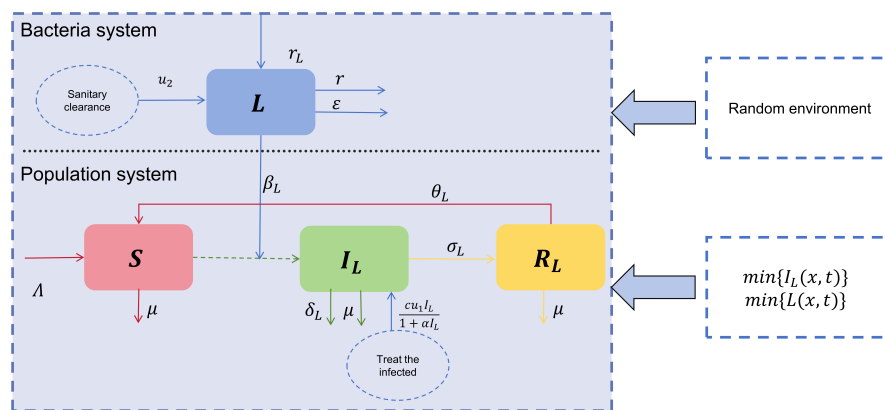 Bacteria system
r_L
Sanitary
clearance
u_2
L
r
ε
Random environment
Population system
β_L
θ_L
S
I_L
σ_L
R_L
Λ
μ
δ_L
μ
cu_1I_L
1 + αI_L
μ
Treat the
infected
min{I_L(x, t)}
min{L(x, t)}